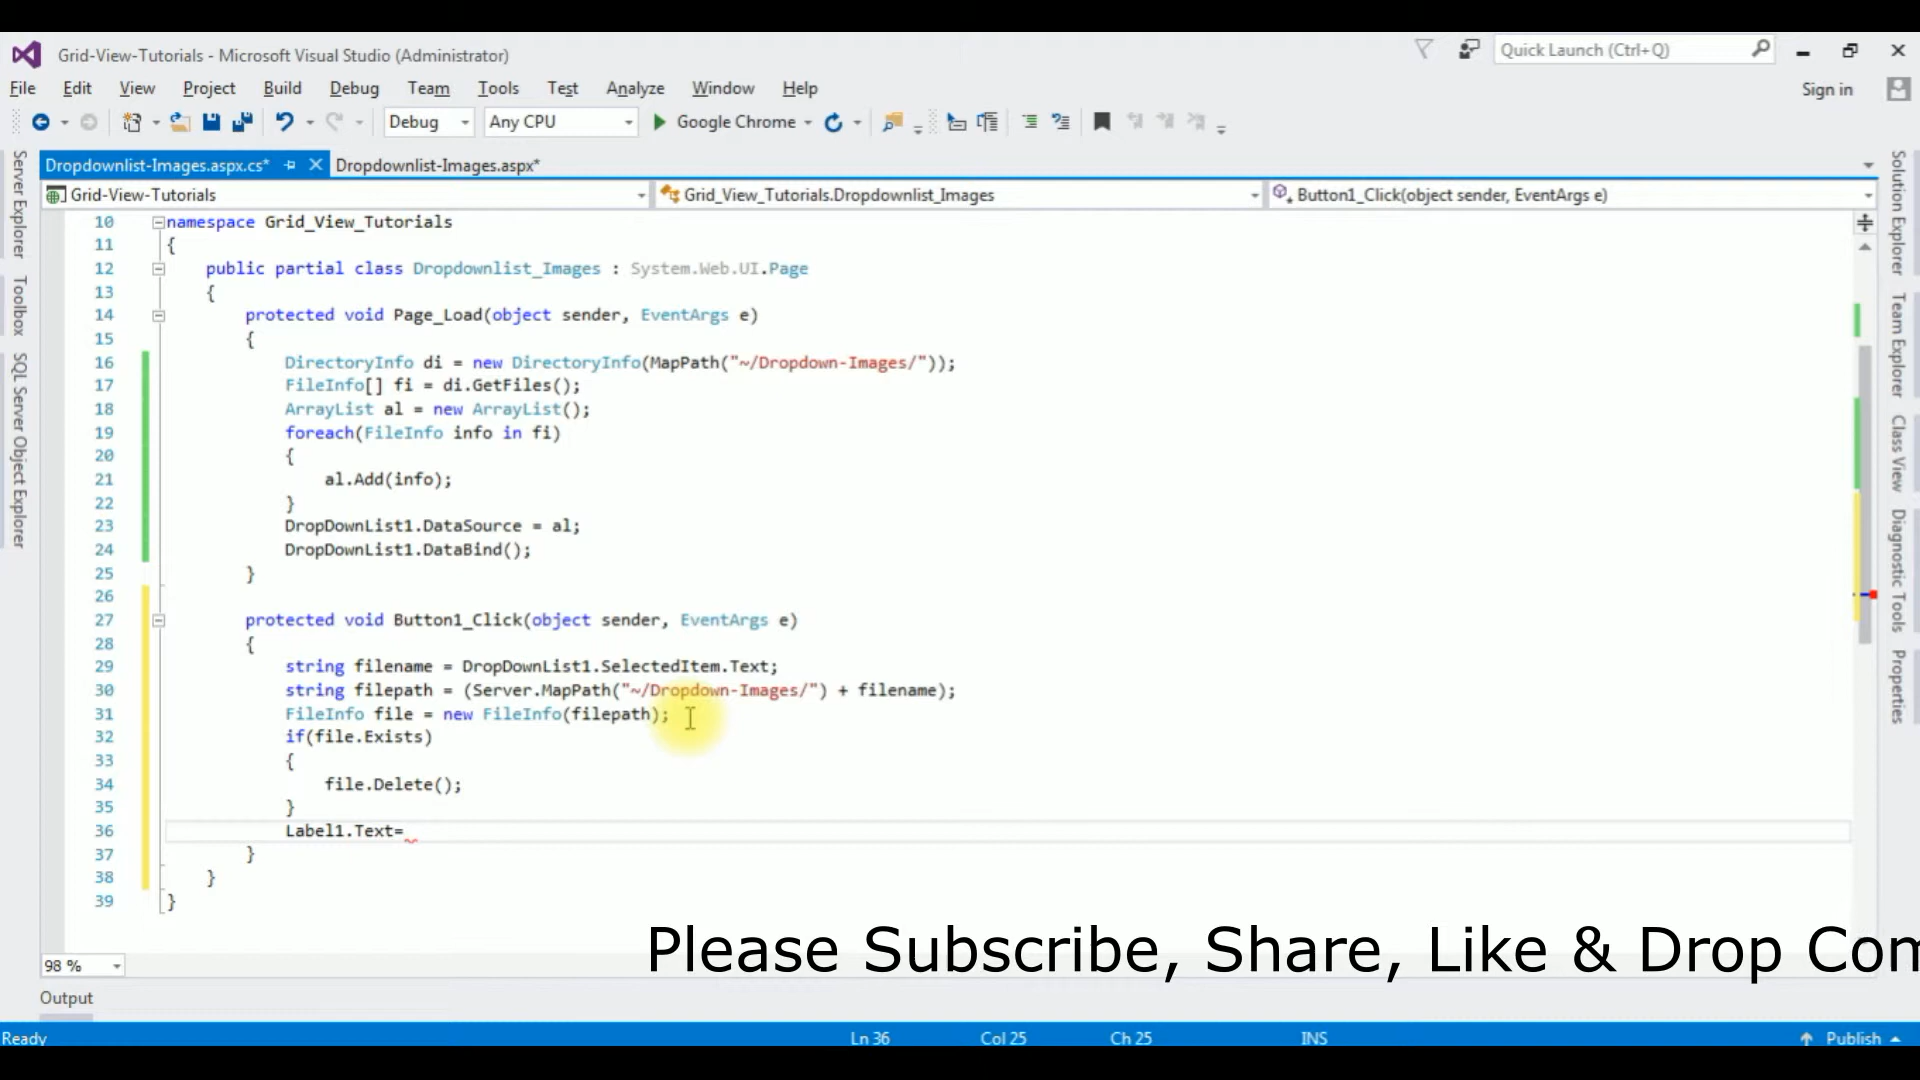 Grid-View-Tutorials - Microsoft Visual Studio (Administrator)
Quick Launch (Ctrl+Q)
File Edit View Project Build Debug Team Tools Test Analyze Window Help
Sign in
Debug Any CPU Google Chrome
Dropdownlist-Images.aspx.cs* Dropdownlist-Images.aspx*
Grid-View-Tutorials Grid_View_Tutorials.Dropdownlist_Images Button1_Click(object sender, EventArgs e)
Server Explorer
Toolbox
SQL Server Object Explorer
10 namespace Grid_View_Tutorials
11 {
12 public partial class Dropdownlist_Images : System.Web.UI.Page
13 {
14 protected void Page_Load(object sender, EventArgs e)
15 {
16 DirectoryInfo di = new DirectoryInfo(MapPath("~/Dropdown-Images/"));
17 FileInfo[] fi = di.GetFiles();
18 ArrayList al = new ArrayList();
19 foreach(FileInfo info in fi)
20 {
21 al.Add(info);
22 }
23 DropDownList1.DataSource = al;
24 DropDownList1.DataBind();
25 }
26
27 protected void Button1_Click(object sender, EventArgs e)
28 {
29 string filename = DropDownList1.SelectedItem.Text;
30 string filepath = (Server.MapPath("~/Dropdown-Images/") + filename);
31 FileInfo file = new FileInfo(filepath);
32 if(file.Exists)
33 {
34 file.Delete();
35 }
36 Label1.Text=
37 }
38 }
39 }
Solution Explorer
Team Explorer
Class View
Diagnostic Tools
Properties
Please Subscribe, Share, Like & Drop Com
98 %
Output
Ready Ln 36 Col 25 Ch 25 INS Publish